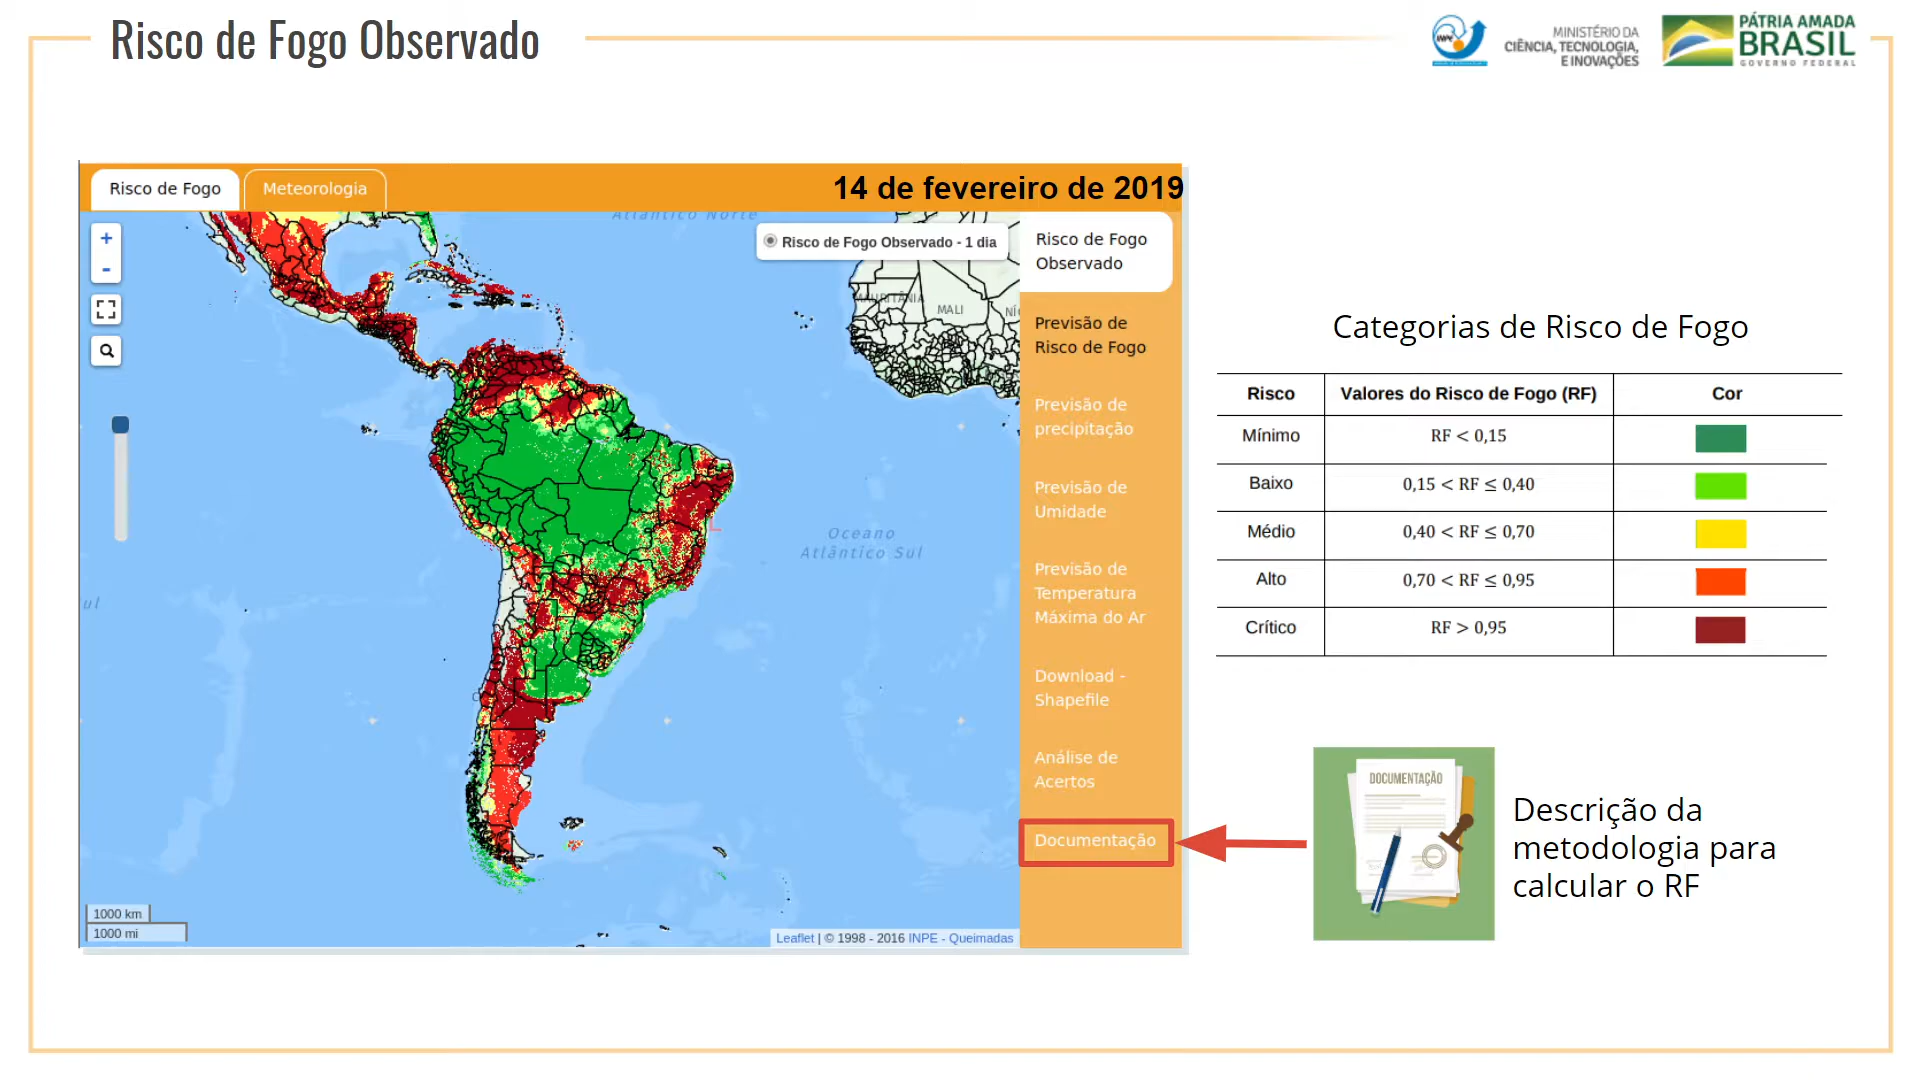 Risco de Fogo Observado
INPE
MINISTÉRIO DA
CIÊNCIA, TECNOLOGIA,
E INOVAÇÕES
PÁTRIA AMADA
BRASIL
GOVERNO FEDERAL
Risco de Fogo
Meteorologia
14 de fevereiro de 2019
Atlântico Norte
+
-
Risco de Fogo Observado - 1 dia
MAURITÂNIA
MALI
Oceano
Atlântico Sul
ul
1000 km
1000 mi
Leaflet | © 1998 - 2016 INPE - Queimadas
Risco de Fogo
Observado
Previsão de
Risco de Fogo
Previsão de
precipitação
Previsão de
Umidade
Previsão de
Temperatura
Máxima do Ar
Download -
Shapefile
Análise de
Acertos
Documentação
Categorias de Risco de Fogo
Risco Valores do Risco de Fogo (RF) Cor
Mínimo RF < 0,15
Baixo 0,15 < RF ≤ 0,40
Médio 0,40 < RF ≤ 0,70
Alto 0,70 < RF ≤ 0,95
Crítico RF > 0,95
DOCUMENTAÇÃO
Descrição da
metodologia para
calcular o RF